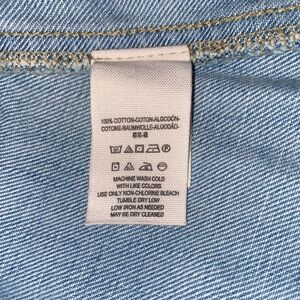 100% COTTON-COTON-ALGODÓN-
COTONE-BAUMWOLLE-ALGODÃO-
MACHINE WASH COLD
WITH LIKE COLORS
USE ONLY NON-CHLORINE BLEACH
TUMBLE DRY LOW
LOW IRON AS NEEDED
MAY BE DRY CLEANED